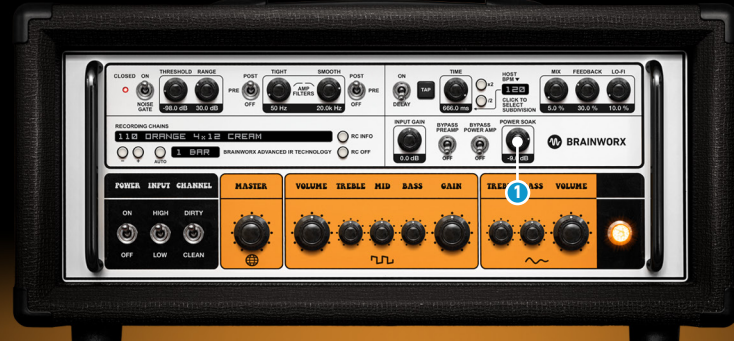 CLOSED ON THRESHOLD RANGE POST TIGHT SMOOTH POST ON TIME x2 HOST BPM ▼ MIX FEEDBACK LO-FI
PRE AMP FILTERS PRE TAP 120
NOISE GATE -98.0 dB 30.0 dB OFF 50 Hz 20.0k Hz OFF DELAY 666.0 ms /2 CLICK TO SELECT SUBDIVISION 5.0 % 30.0 % 10.0 %
RECORDING CHAINS INPUT GAIN BYPASS PREAMP BYPASS POWER AMP POWER SOAK
110 ORANGE 4x12 CREAM RC INFO BRAINWORX
- + AUTO 1 BAR BRAINWORX ADVANCED IR TECHNOLOGY RC OFF 0.0 dB OFF OFF
1
POWER INPUT CHANNEL MASTER VOLUME TREBLE MID BASS GAIN VOLUME
ON HIGH DIRTY
OFF LOW CLEAN